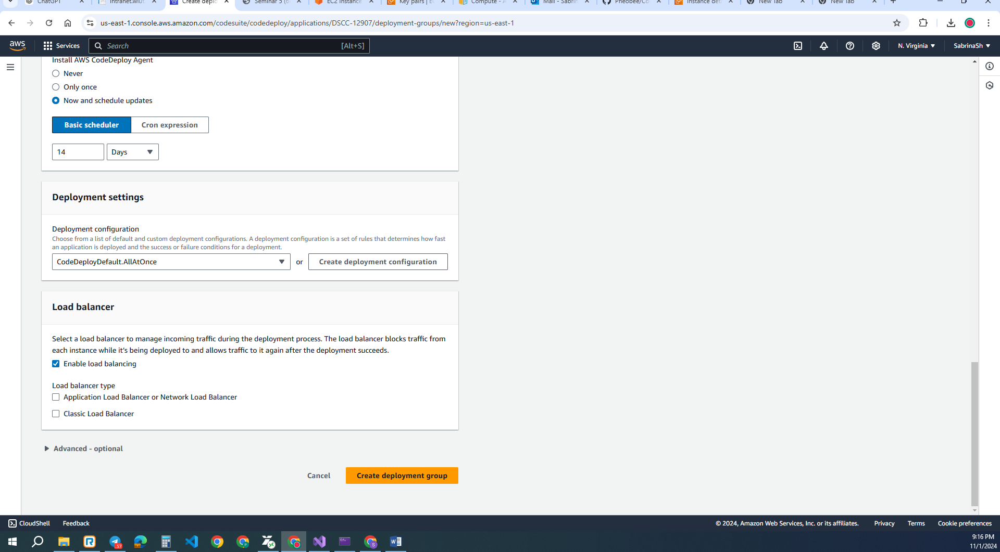 ChatGPT
intranet.wiut.
Create deplo
Seminar 5 (6
EC2 Instance
Key pairs | EC
Compute - A
Mail - Sabrin
Pheobee/Co
Instance deta
New Tab
New Tab
us-east-1.console.aws.amazon.com/codesuite/codedeploy/applications/DSCC-12907/deployment-groups/new?region=us-east-1
aws
Services
Search
[Alt+S]
N. Virginia
SabrinaSh
Install AWS CodeDeploy Agent
Never
Only once
Now and schedule updates
Basic scheduler
Cron expression
14
Days
Deployment settings
Deployment configuration
Choose from a list of default and custom deployment configurations. A deployment configuration is a set of rules that determines how fast
an application is deployed and the success or failure conditions for a deployment.
CodeDeployDefault.AllAtOnce
or
Create deployment configuration
Load balancer
Select a load balancer to manage incoming traffic during the deployment process. The load balancer blocks traffic from
each instance while it's being deployed to and allows traffic to it again after the deployment succeeds.
Enable load balancing
Load balancer type
Application Load Balancer or Network Load Balancer
Classic Load Balancer
Advanced - optional
Cancel
Create deployment group
CloudShell
Feedback
© 2024, Amazon Web Services, Inc. or its affiliates.
Privacy
Terms
Cookie preferences
57
9:16 PM
11/1/2024